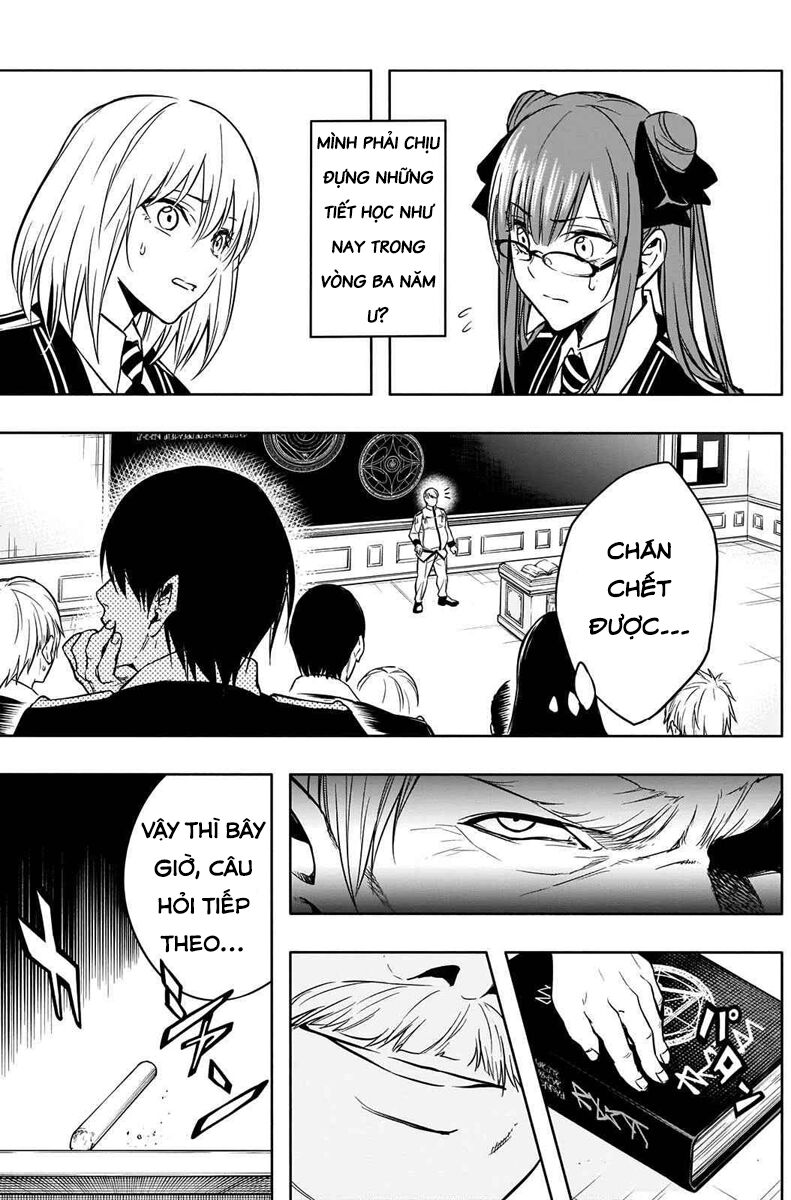 MÌNH PHẢI CHỊU
ĐỰNG NHỮNG
TIẾT HỌC NHƯ
NAY TRONG
VÒNG BA NĂM
Ư?
CHÁN
CHẾT
ĐƯỢC...
VẬY THÌ BÂY
GIỜ, CÂU
HỎI TIẾP
THEO...